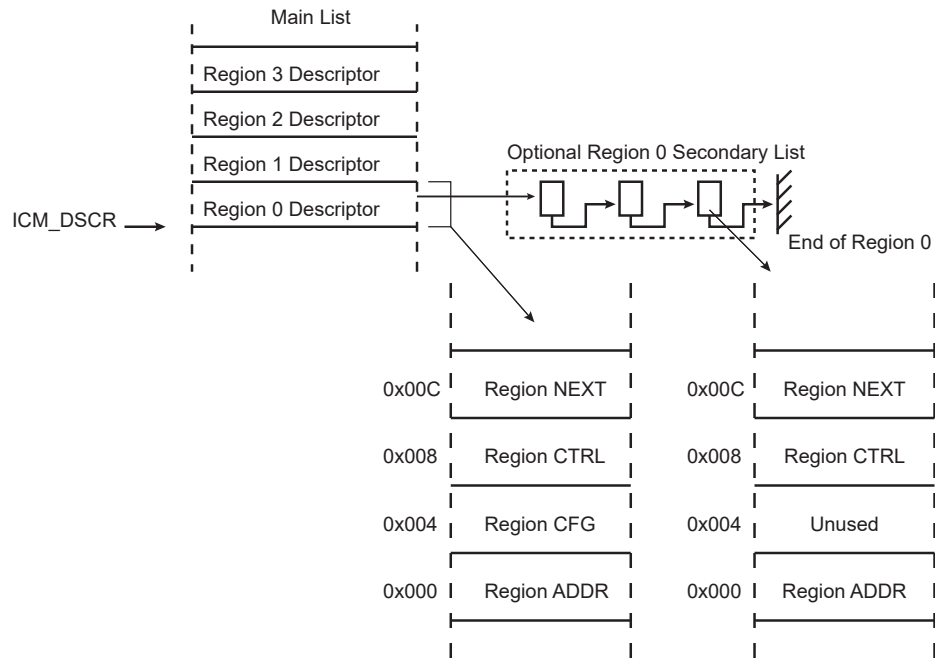 Main List
Region 3 Descriptor
Region 2 Descriptor
Region 1 Descriptor
Region 0 Descriptor
ICM_DSCR
Optional Region 0 Secondary List
End of Region 0
0x00C Region NEXT
0x008 Region CTRL
0x004 Region CFG
0x000 Region ADDR
0x00C Region NEXT
0x008 Region CTRL
0x004 Unused
0x000 Region ADDR